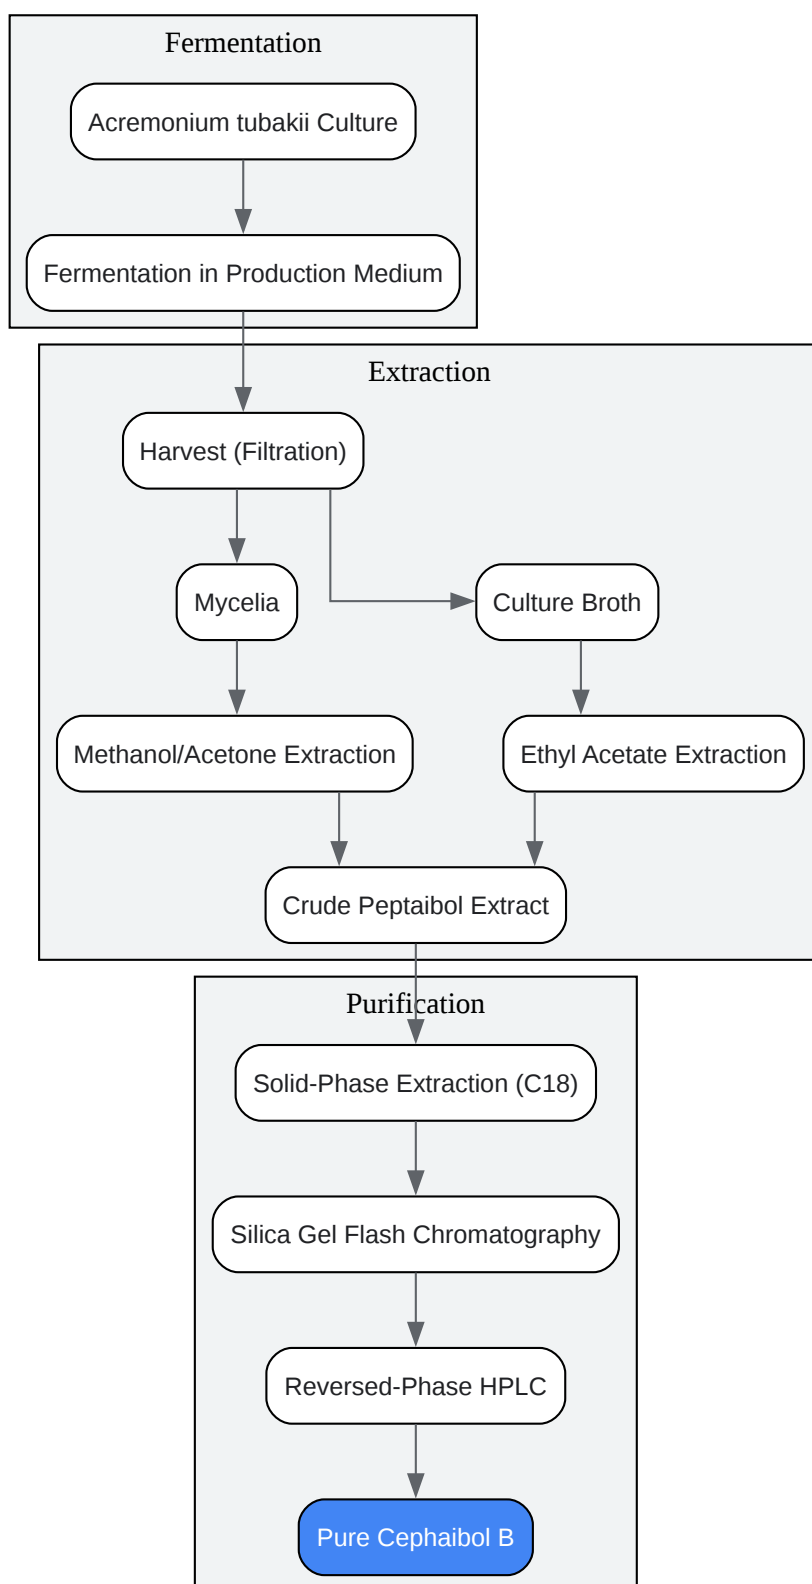 Fermentation
Acremonium tubakii Culture
Fermentation in Production Medium
Extraction
Harvest (Filtration)
Mycelia
Culture Broth
Methanol/Acetone Extraction
Ethyl Acetate Extraction
Crude Peptaibol Extract
Purification
Solid-Phase Extraction (C18)
Silica Gel Flash Chromatography
Reversed-Phase HPLC
Pure Cephaibol B